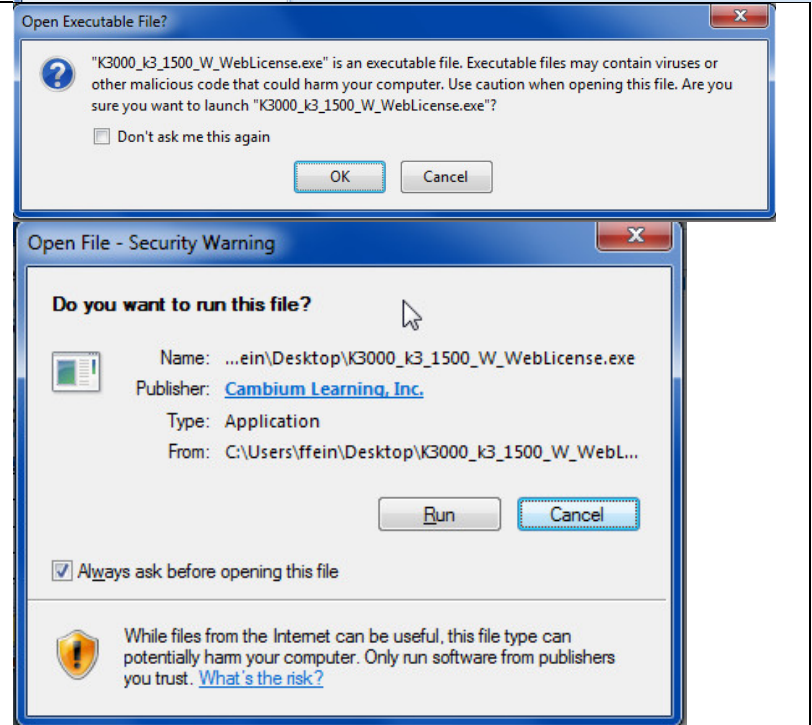 Open Executable File?
"K3000_k3_1500_W_WebLicense.exe" is an executable file. Executable files may contain viruses or
other malicious code that could harm your computer. Use caution when opening this file. Are you
sure you want to launch "K3000_k3_1500_W_WebLicense.exe"?
Don't ask me this again
OK Cancel
Open File - Security Warning
Do you want to run this file?
Name: ...ein\Desktop\K3000_k3_1500_W_WebLicense.exe
Publisher: Cambium Learning, Inc.
Type: Application
From: C:\Users\ffein\Desktop\K3000_k3_1500_W_WebL...
Run Cancel
Always ask before opening this file
While files from the Internet can be useful, this file type can
potentially harm your computer. Only run software from publishers
you trust. What's the risk?